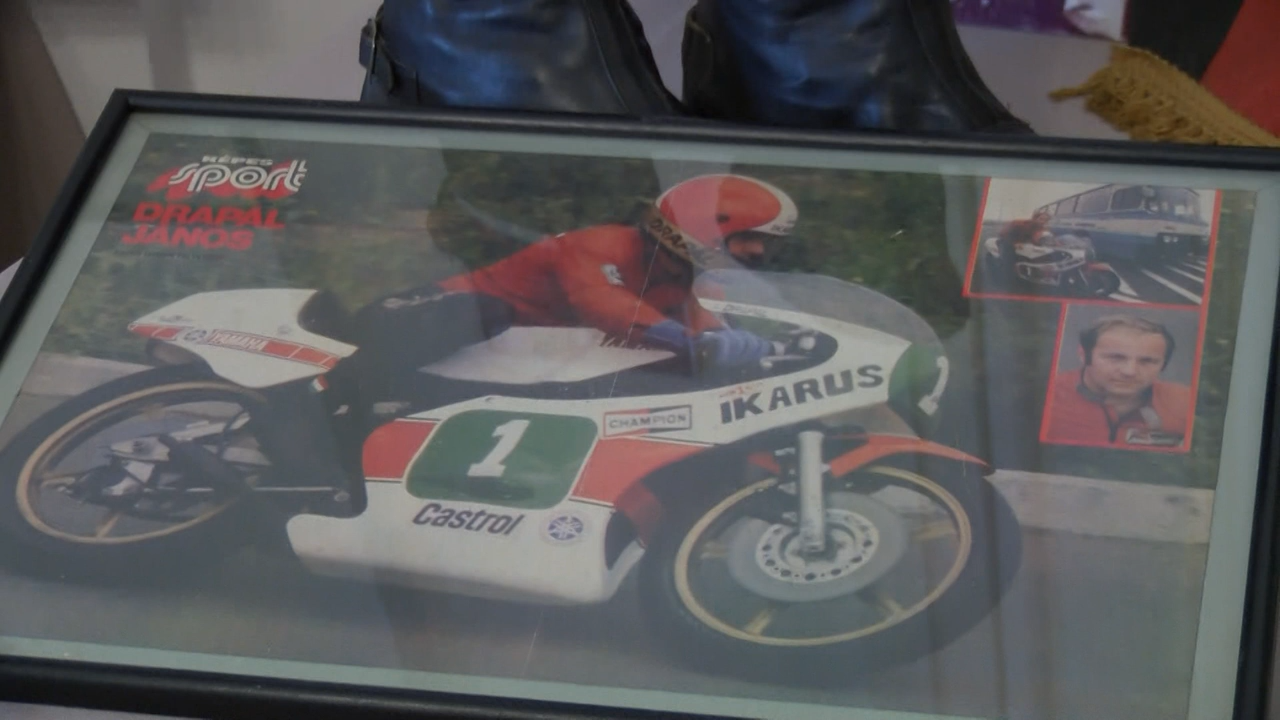 KÉPES
sport
DRAPÁL
JÁNOS
YAMAHA
CHAMPION
IKARUS
1
Castrol